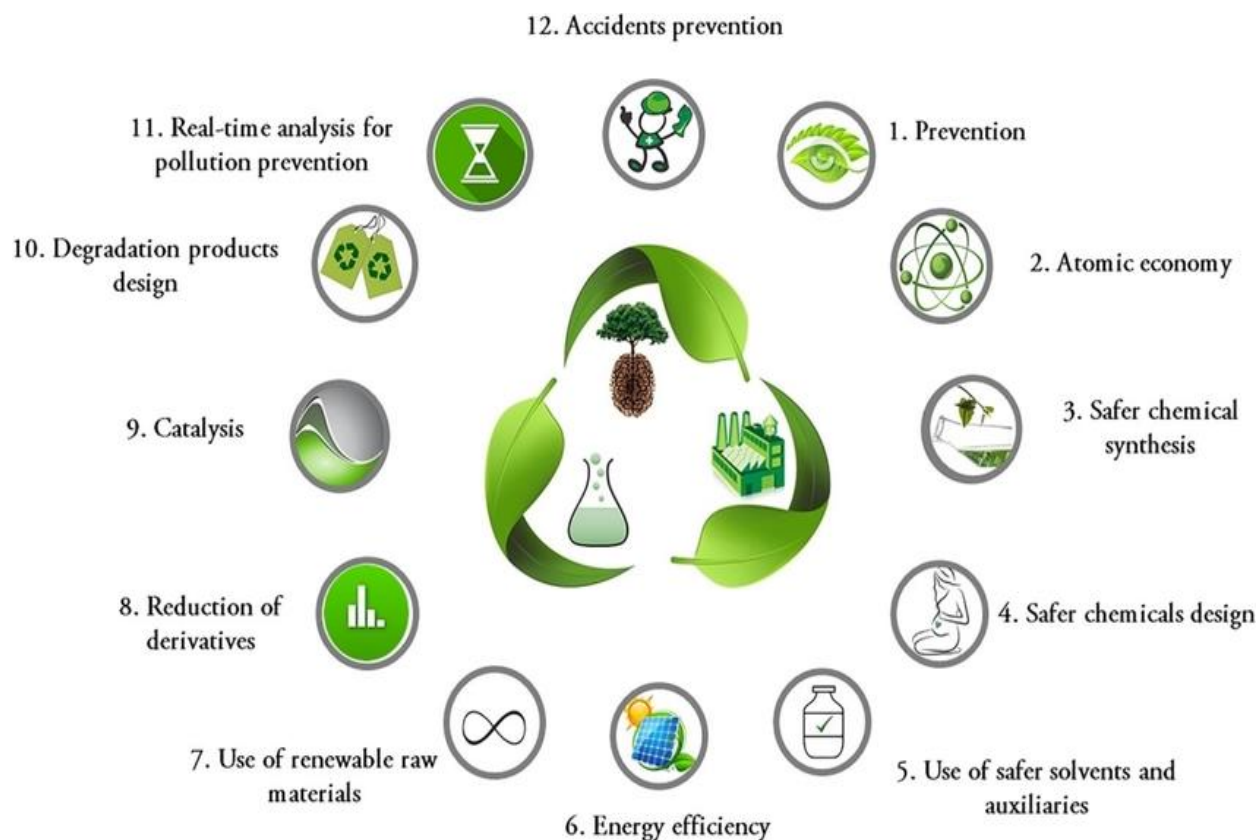 12. Accidents prevention
1. Prevention
2. Atomic economy
3. Safer chemical
synthesis
4. Safer chemicals design
5. Use of safer solvents and
auxiliaries
6. Energy efficiency
7. Use of renewable raw
materials
8. Reduction of
derivatives
9. Catalysis
10. Degradation products
design
11. Real-time analysis for
pollution prevention